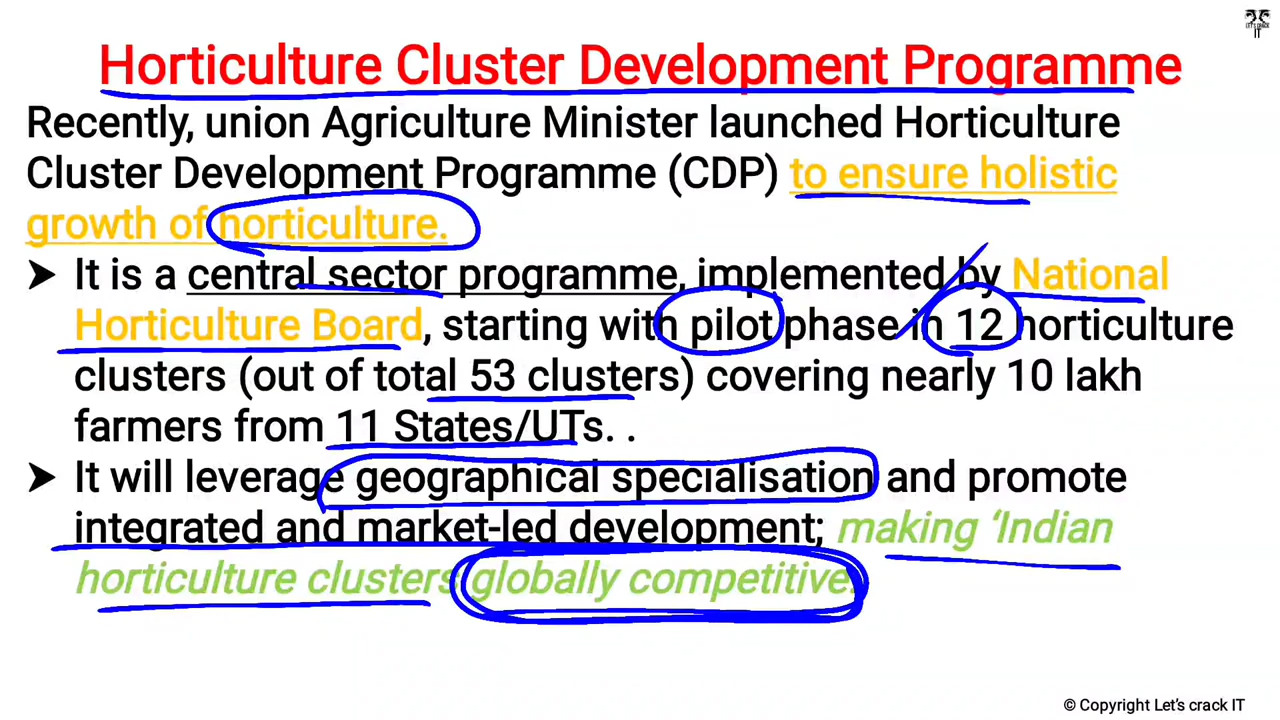 LET'S CRACK
IT
Horticulture Cluster Development Programme
Recently, union Agriculture Minister launched Horticulture
Cluster Development Programme (CDP) to ensure holistic
growth of horticulture.
➤ It is a central sector programme, implemented by National
Horticulture Board, starting with pilot phase in 12 horticulture
clusters (out of total 53 clusters) covering nearly 10 lakh
farmers from 11 States/UTs. .
➤ It will leverage geographical specialisation and promote
integrated and market-led development; making ‘Indian
horticulture clusters globally competitive.
© Copyright Let's crack IT